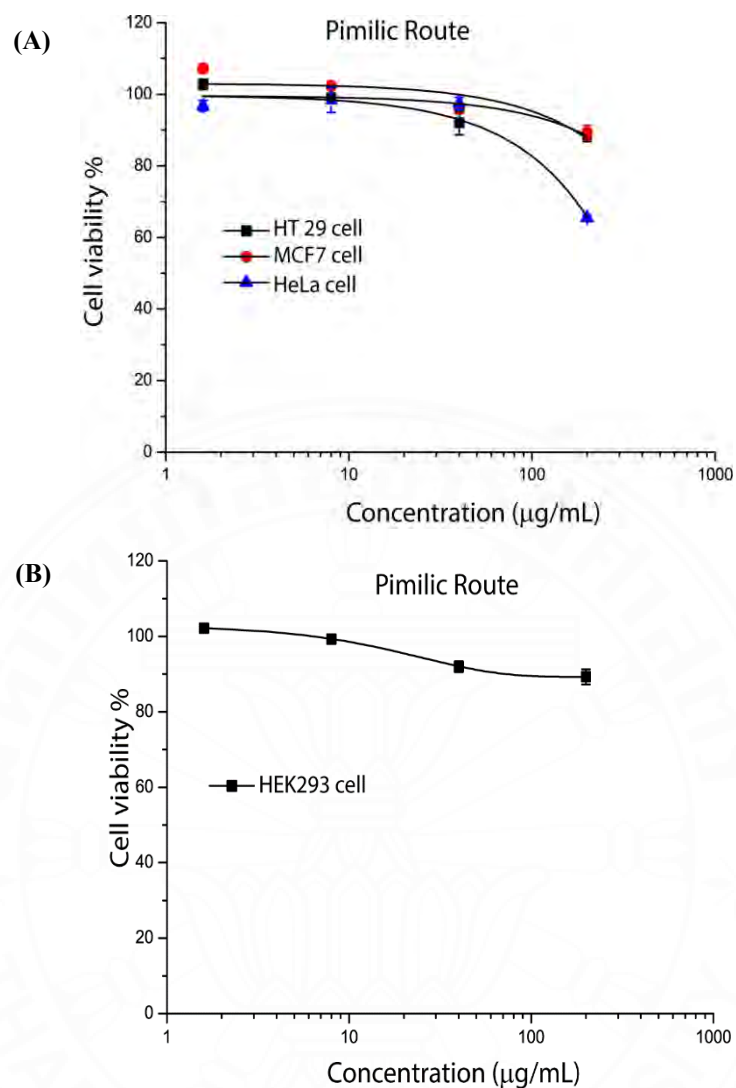 (A)
Pimilic Route
120
100
80
60
40
20
0
Cell viability %
HT 29 cell
MCF7 cell
HeLa cell
1 10 100 1000
Concentration (μg/mL)
(B)
Pimilic Route
120
100
80
60
40
20
0
Cell viability %
HEK293 cell
1 10 100 1000
Concentration (μg/mL)